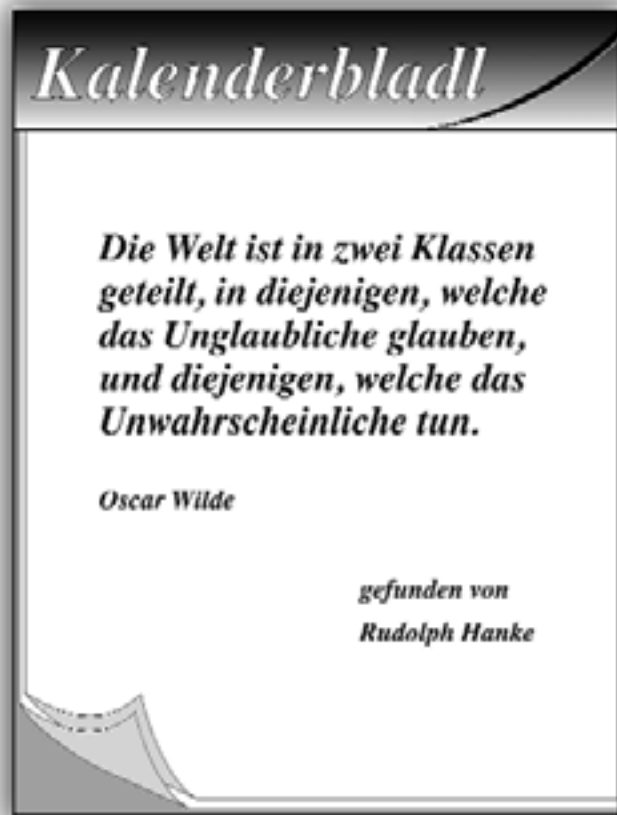 Kalenderbladl
Die Welt ist in zwei Klassen
geteilt, in diejenigen, welche
das Unglaubliche glauben,
und diejenigen, welche das
Unwahrscheinliche tun.
Oscar Wilde
gefunden von
Rudolph Hanke